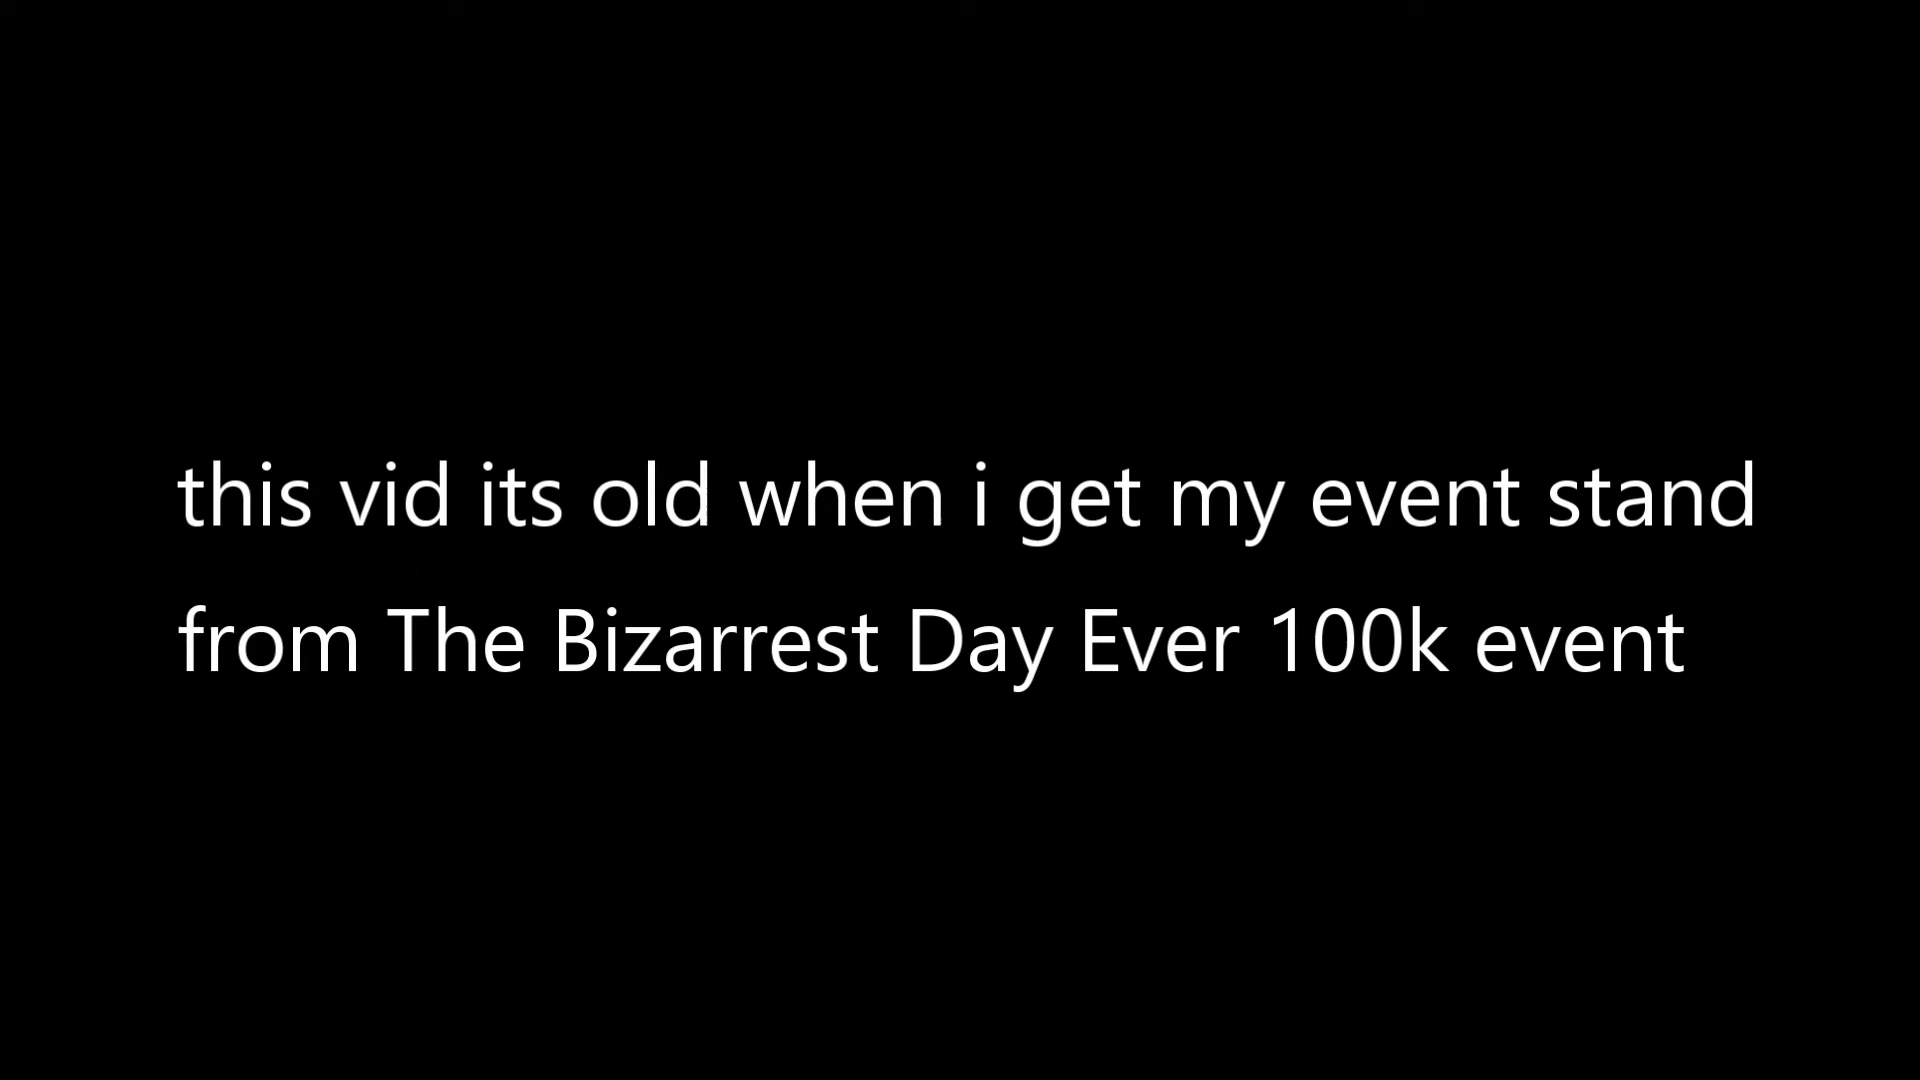 this vid its old when i get my event stand
from The Bizarrest Day Ever 100k event